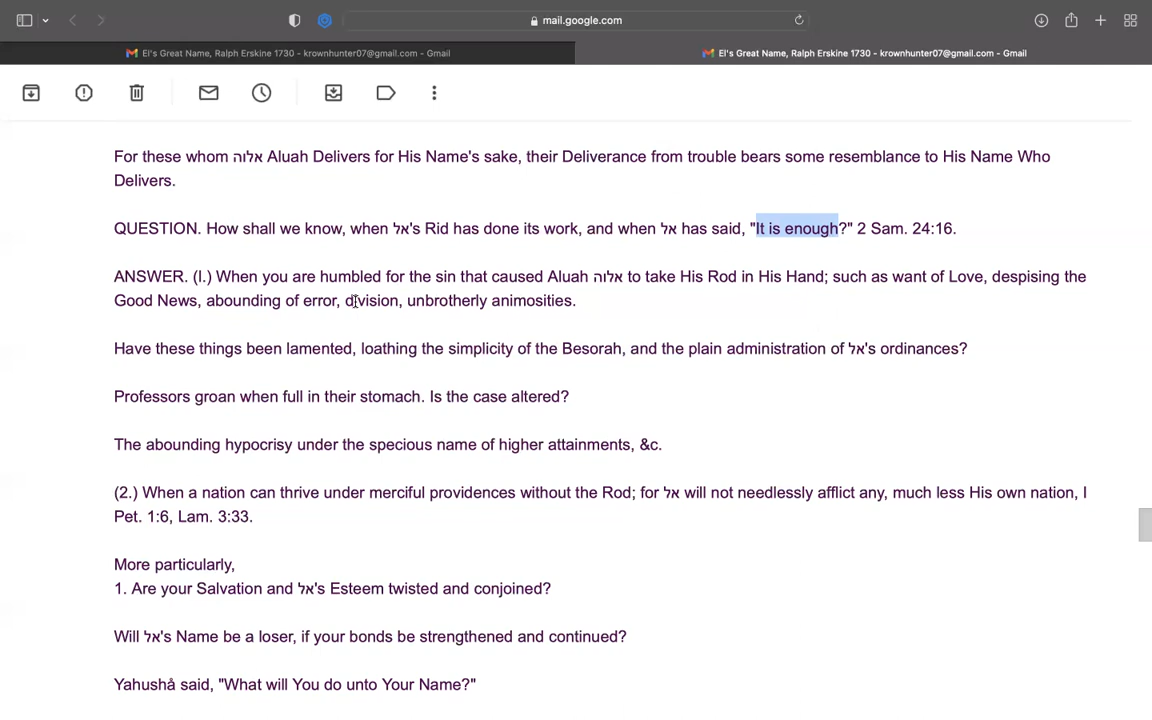 mail.google.com
El's Great Name, Ralph Erskine 1730 - krownhunter07@gmail.com - Gmail
El's Great Name, Ralph Erskine 1730 - krownhunter07@gmail.com - Gmail
For these whom אלוה Aluah Delivers for His Name's sake, their Deliverance from trouble bears some resemblance to His Name Who
Delivers.
QUESTION. How shall we know, when אל's Rid has done its work, and when אל has said, "It is enough?" 2 Sam. 24:16.
ANSWER. (I.) When you are humbled for the sin that caused Aluah אלוה to take His Rod in His Hand; such as want of Love, despising the
Good News, abounding of error, division, unbrotherly animosities.
Have these things been lamented, loathing the simplicity of the Besorah, and the plain administration of אל's ordinances?
Professors groan when full in their stomach. Is the case altered?
The abounding hypocrisy under the specious name of higher attainments, &c.
(2.) When a nation can thrive under merciful providences without the Rod; for אל will not needlessly afflict any, much less His own nation, I
Pet. 1:6, Lam. 3:33.
More particularly,
1. Are your Salvation and אל's Esteem twisted and conjoined?
Will אל's Name be a loser, if your bonds be strengthened and continued?
Yahushå said, "What will You do unto Your Name?"